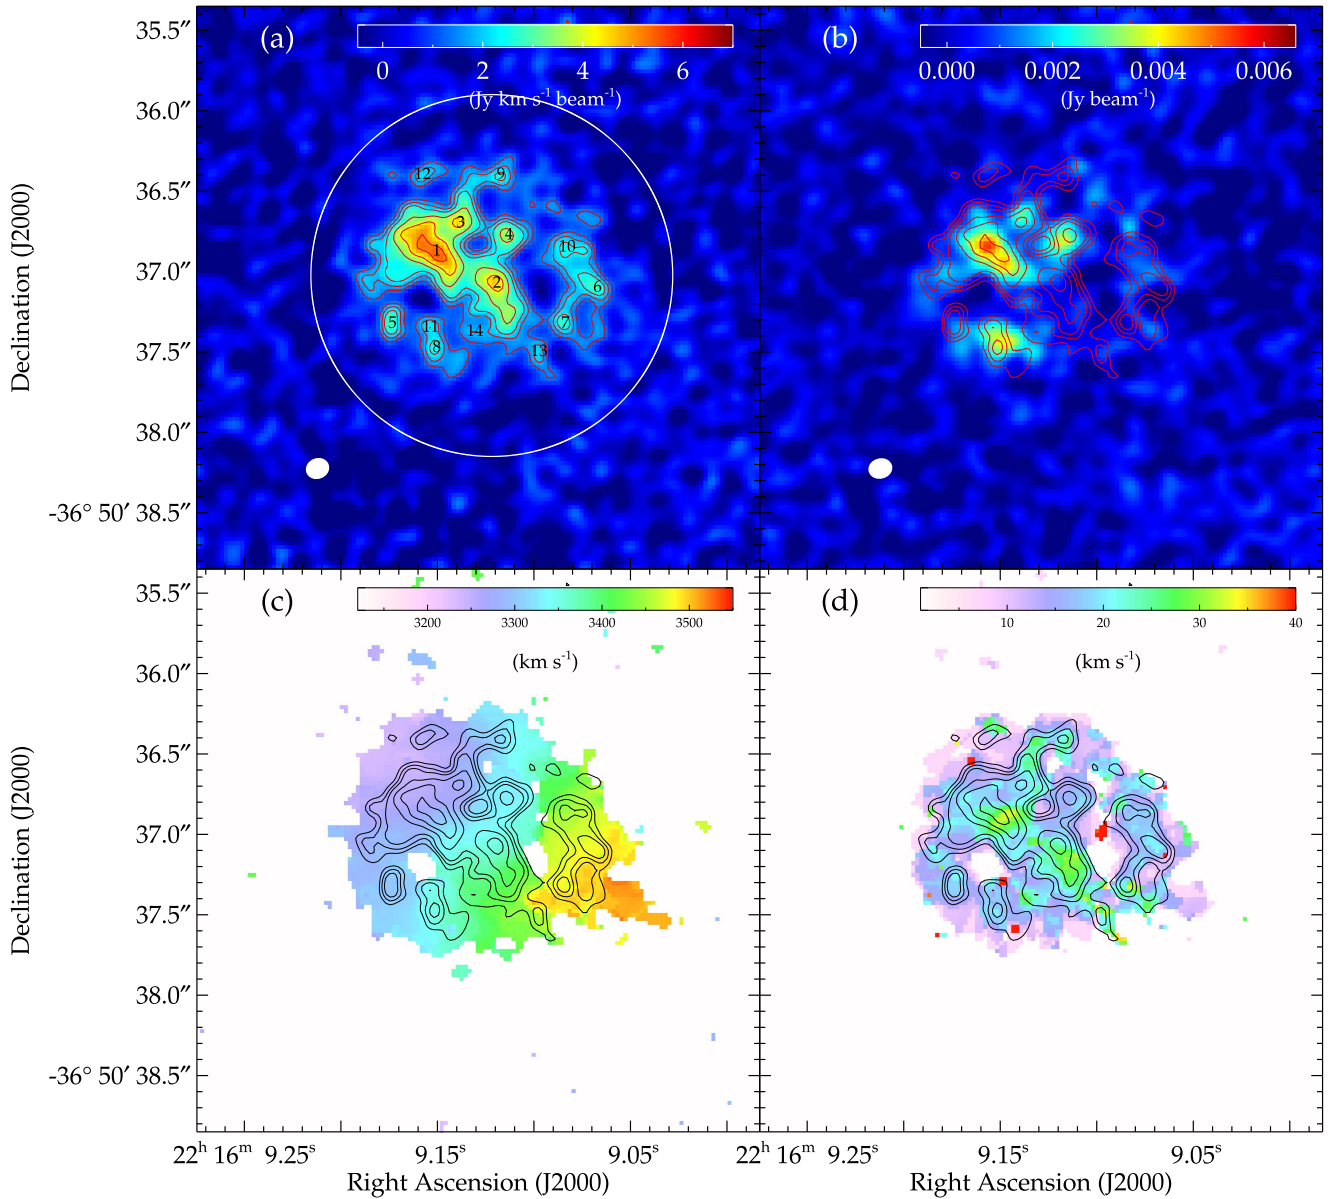 (a)
0 2 4 6
(Jy km s⁻¹ beam⁻¹)
(b)
0.000 0.002 0.004 0.006
(Jy beam⁻¹)
35.5″
36.0″
36.5″
37.0″
37.5″
38.0″
-36° 50′ 38.5″
Declination (J2000)
12
9
3
4
1
10
2
6
5
11
14
7
8
13
(c)
3200 3300 3400 3500
(km s⁻¹)
(d)
10 20 30 40
(km s⁻¹)
35.5″
36.0″
36.5″
37.0″
37.5″
38.0″
-36° 50′ 38.5″
Declination (J2000)
22ʰ 16ᵐ 9.25ˢ 9.15ˢ 9.05ˢ
9.25ˢ 9.15ˢ 9.05ˢ
Right Ascension (J2000)
Right Ascension (J2000)